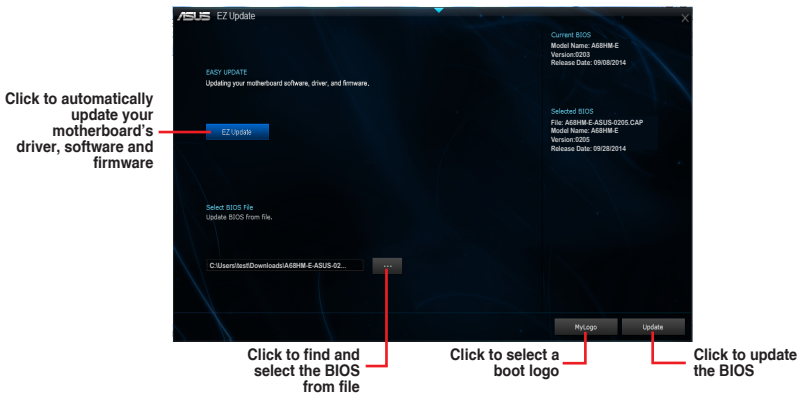 ASUS EZ Update
Current BIOS
Model Name: A68HM-E
Version:0203
Release Date: 09/08/2014
EASY UPDATE
Updating your motherboard software, driver, and firmware.
Click to automatically
update your
motherboard's
driver, software and
firmware
EZ Update
Selected BIOS
File: A68HM-E-ASUS-0205.CAP
Model Name: A68HM-E
Version:0205
Release Date: 09/28/2014
Select BIOS File
Update BIOS from file.
C:\Users\test\Downloads\A68HM-E-ASUS-02...
...
MyLogo
Update
Click to find and
select the BIOS
from file
Click to select a
boot logo
Click to update
the BIOS